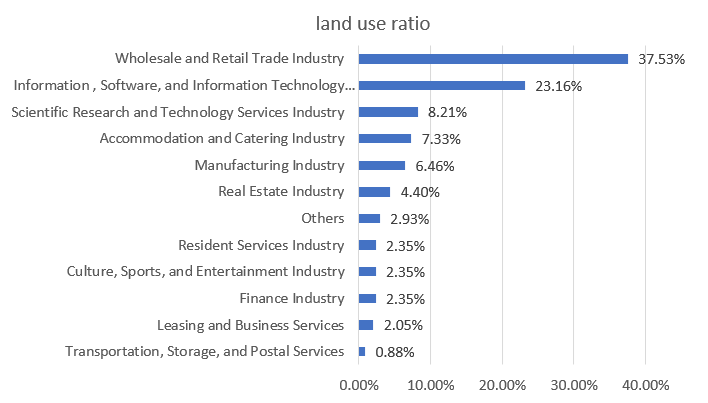 land use ratio
Wholesale and Retail Trade Industry 37.53%
Information , Software, and Information Technology... 23.16%
Scientific Research and Technology Services Industry 8.21%
Accommodation and Catering Industry 7.33%
Manufacturing Industry 6.46%
Real Estate Industry 4.40%
Others 2.93%
Resident Services Industry 2.35%
Culture, Sports, and Entertainment Industry 2.35%
Finance Industry 2.35%
Leasing and Business Services 2.05%
Transportation, Storage, and Postal Services 0.88%
0.00% 10.00% 20.00% 30.00% 40.00%